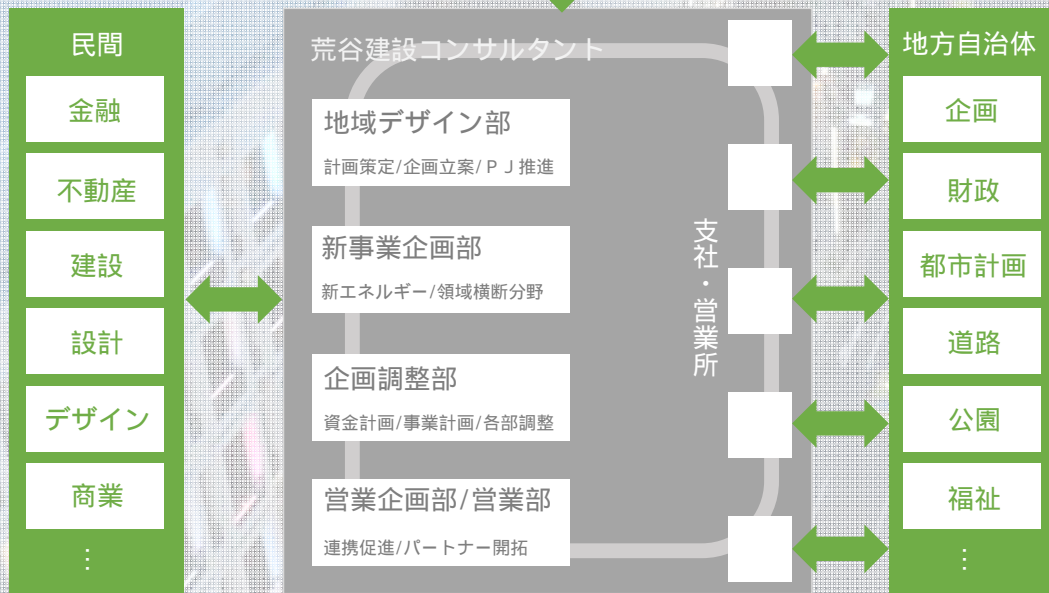 民間
金融
不動産
建設
設計
デザイン
商業
…
荒谷建設コンサルタント
地域デザイン部
計画策定/企画立案/ＰＪ推進
新事業企画部
新エネルギー/領域横断分野
企画調整部
資金計画/事業計画/各部調整
営業企画部/営業部
連携促進/パートナー開拓
支社・営業所
地方自治体
企画
財政
都市計画
道路
公園
福祉
…